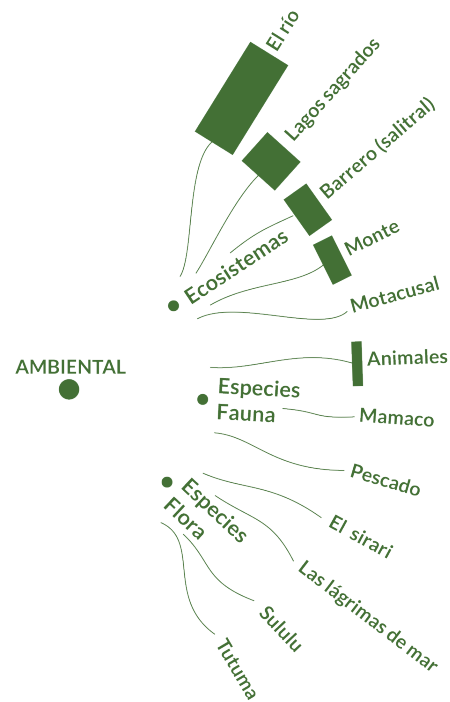 El río
Lagos sagrados
Barrero (salitral)
Monte
Ecosistemas
Motacusal
AMBIENTAL
Animales
Especies
Fauna
Mamaco
Pescado
Especies
Flora
El sirari
Las lágrimas de mar
Sululu
Tutuma